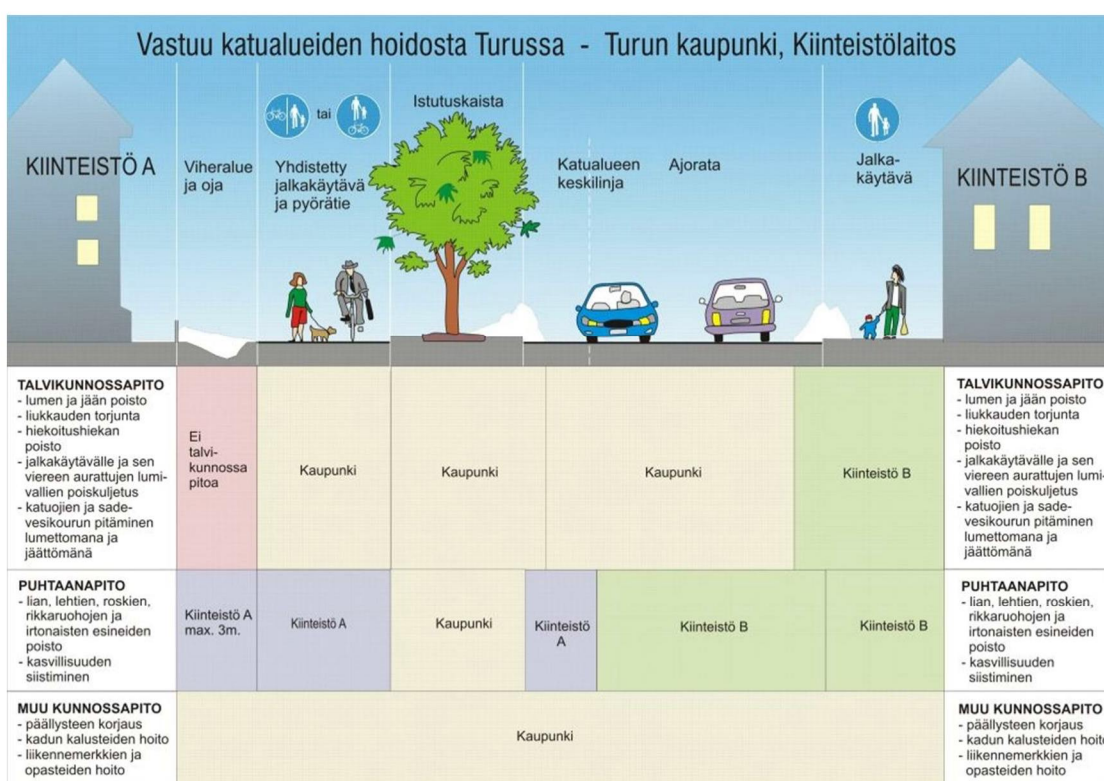 Vastuu katualueiden hoidosta Turussa - Turun kaupunki, Kiinteistölaitos
KIINTEISTÖ A
Viheralue
ja oja
tai
Yhdistetty
jalkakäytävä
ja pyörätie
Istutuskaista
Katualueen
keskilinja
Ajorata
Jalka-
käytävä
KIINTEISTÖ B
TALVIKUNNOSSAPITO
- lumen ja jään poisto
- liukkauden torjunta
- hiekoitushiekan
poisto
- jalkakäytävälle ja sen
viereen aurattujen lumi-
vallien poiskuljetus
- katuojien ja sade-
vesikourun pitäminen
lumettomana ja
jäättömänä
Ei
talvi-
kunnossa
pitoa
Kaupunki
Kaupunki
Kaupunki
Kiinteistö B
TALVIKUNNOSSAPITO
- lumen ja jään poisto
- liukkauden torjunta
- hiekoitushiekan
poisto
- jalkakäytävälle ja sen
viereen aurattujen lumi-
vallien poiskuljetus
- katuojien ja sade-
vesikourun pitäminen
lumettomana ja
jäättömänä
PUHTAANAPITO
- lian, lehtien, roskien,
rikkaruohojen ja
irtonaisten esineiden
poisto
- kasvillisuuden
siistiminen
Kiinteistö A
max. 3m.
Kiinteistö A
Kaupunki
Kiinteistö
A
Kiinteistö B
Kiinteistö B
PUHTAANAPITO
- lian, lehtien, roskien,
rikkaruohojen ja
irtonaisten esineiden
poisto
- kasvillisuuden
siistiminen
MUU KUNNOSSAPITO
- päällysteen korjaus
- kadun kalusteiden hoito
- liikennemerkkien ja
opasteiden hoito
Kaupunki
MUU KUNNOSSAPITO
- päällysteen korjaus
- kadun kalusteiden hoito
- liikennemerkkien ja
opasteiden hoito